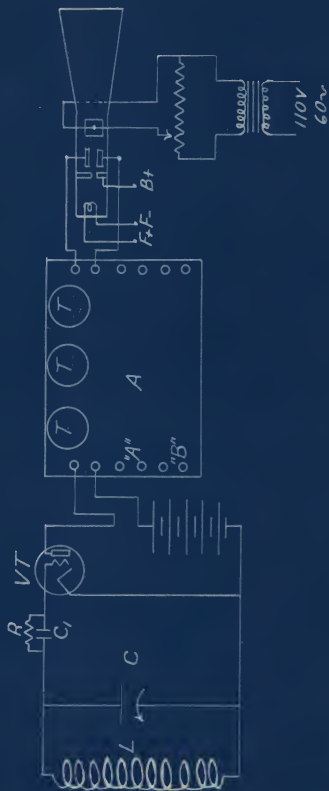 R
C₁
VT
L
C
T
T
T
"A"
"B"
A
F+
F-
B+
110V
60~